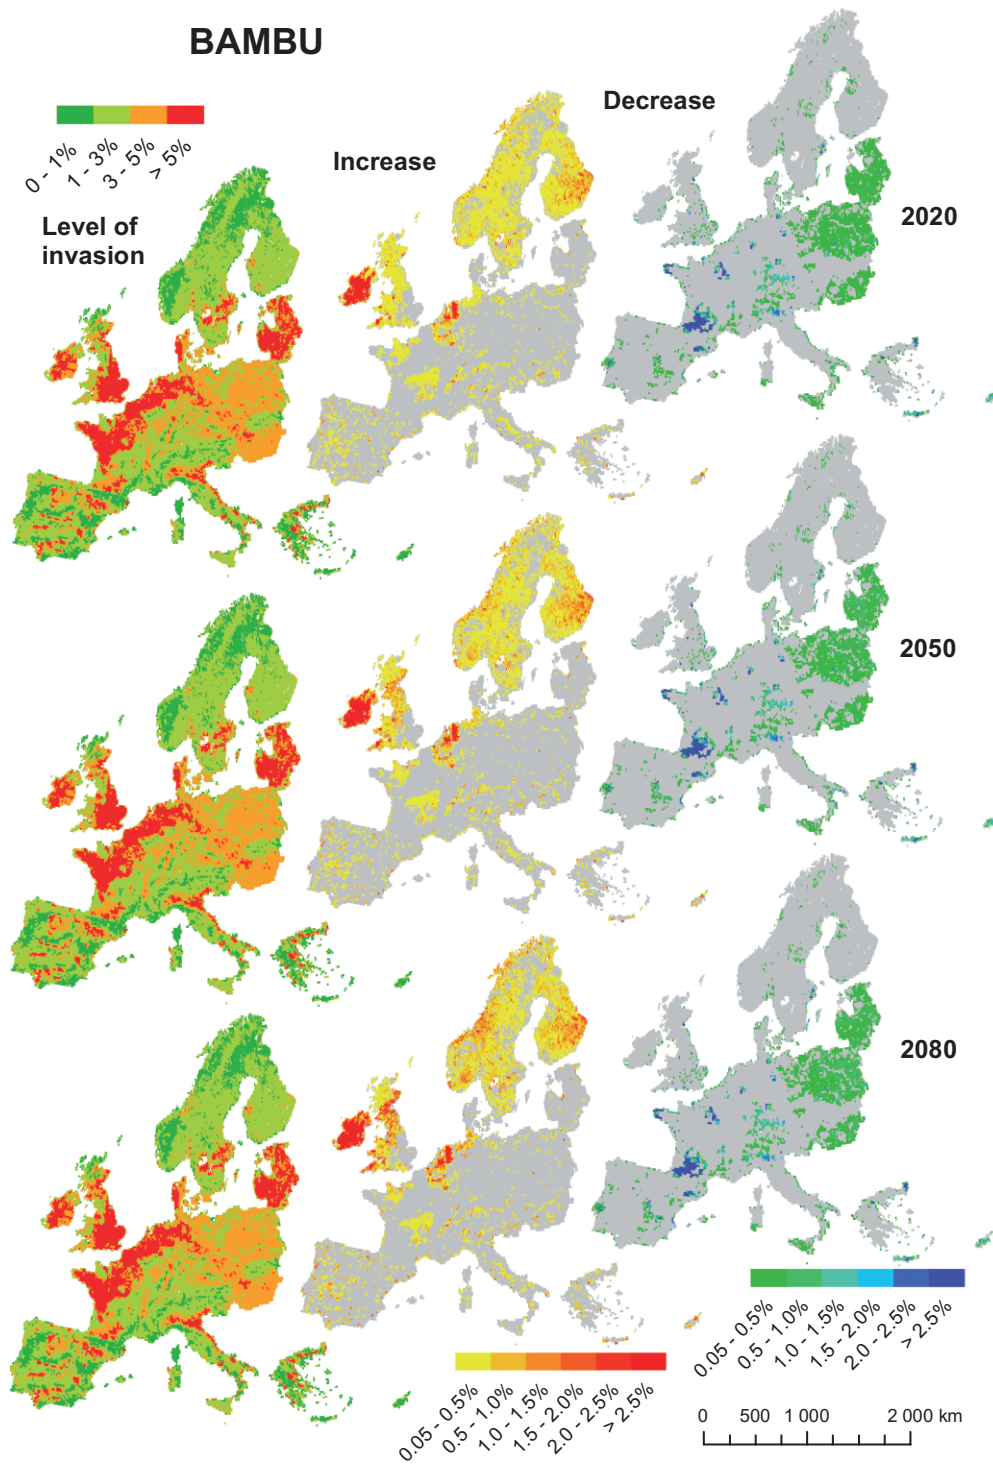 BAMBU
0 - 1%
1 - 3%
3 - 5%
> 5%
Level of
invasion
Increase
Decrease
2020
2050
2080
0.05 - 0.5%
0.5 - 1.0%
1.0 - 1.5%
1.5 - 2.0%
2.0 - 2.5%
> 2.5%
0.05 - 0.5%
0.5 - 1.0%
1.0 - 1.5%
1.5 - 2.0%
2.0 - 2.5%
> 2.5%
0 500 1 000 2 000 km